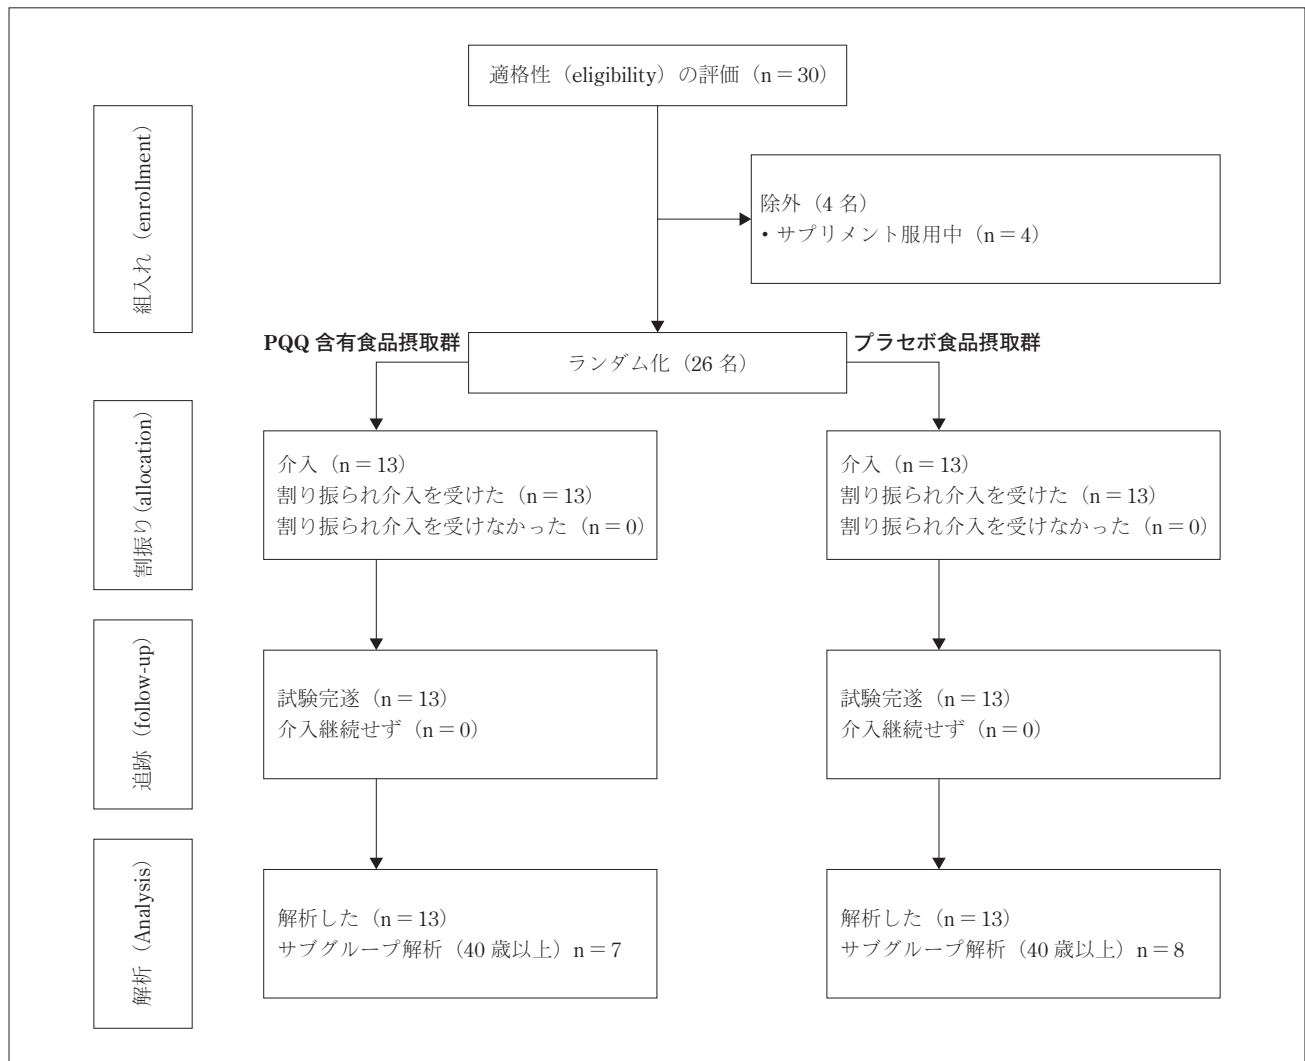 適格性（eligibility）の評価（n = 30）
組入れ（enrollment）
除外（4 名）
・サプリメント服用中（n = 4）
PQQ 含有食品摂取群
ランダム化（26 名）
プラセボ食品摂取群
割振り（allocation）
介入（n = 13）
割り振られ介入を受けた（n = 13）
割り振られ介入を受けなかった（n = 0）
介入（n = 13）
割り振られ介入を受けた（n = 13）
割り振られ介入を受けなかった（n = 0）
追跡（follow-up）
試験完遂（n = 13）
介入継続せず（n = 0）
試験完遂（n = 13）
介入継続せず（n = 0）
解析（Analysis）
解析した（n = 13）
サブグループ解析（40 歳以上）n = 7
解析した（n = 13）
サブグループ解析（40 歳以上）n = 8